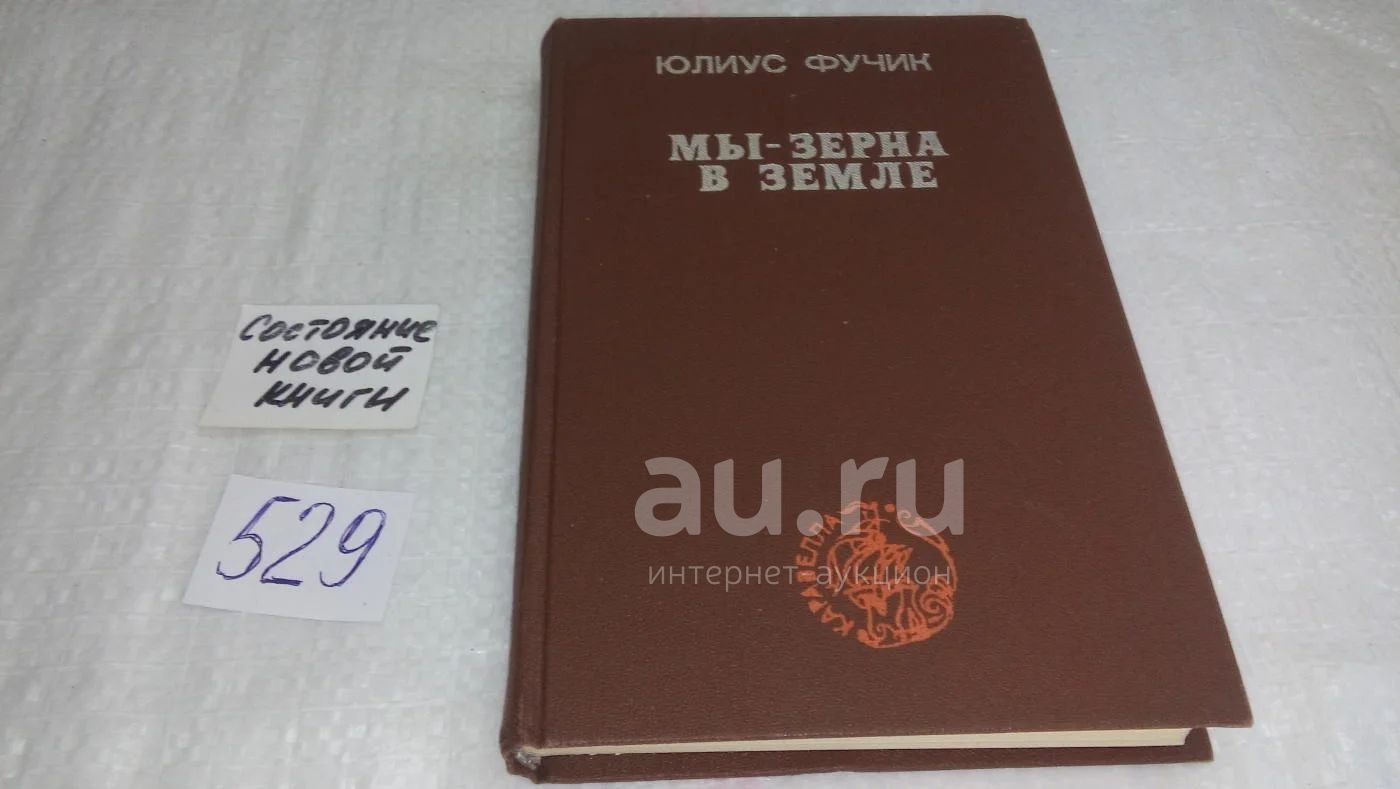 ЮЛИУС ФУЧИК
МЫ-ЗЕРНА
В ЗЕМЛЕ
Состояние
новой
книги
529
au.ru
интернет аукцион
КАРАВЕЛЛА